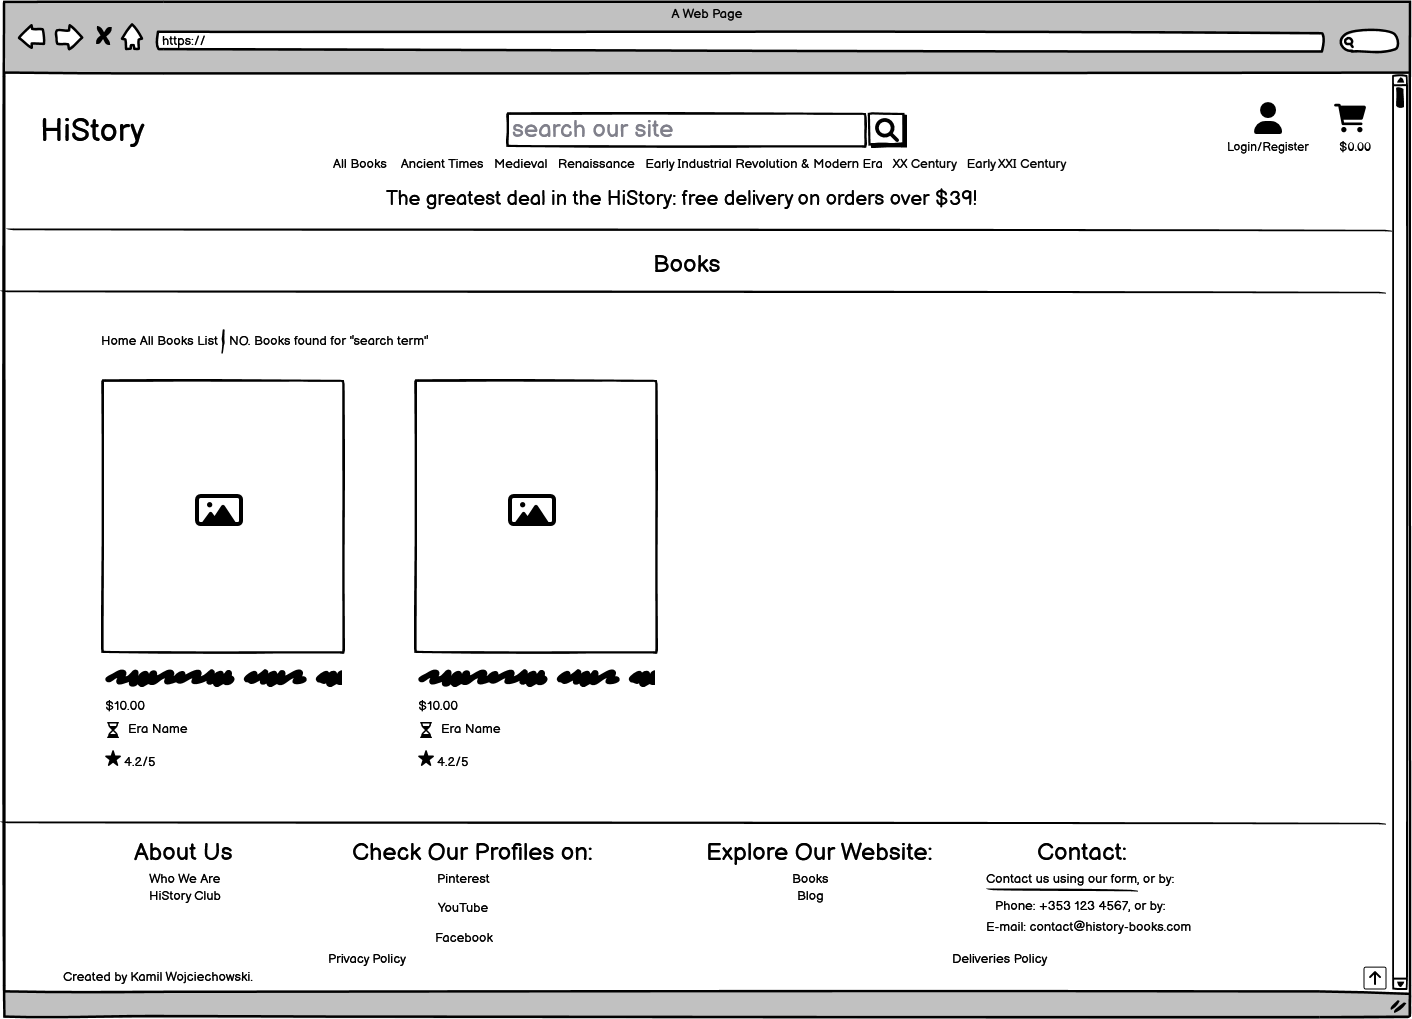 A Web Page
https://
HiStory
search our site
Login/Register
$0.00
All Books Ancient Times Medieval Renaissance Early Industrial Revolution & Modern Era XX Century Early XXI Century
The greatest deal in the HiStory: free delivery on orders over $39!
Books
Home All Books List NO. Books found for "search term"
$10.00
Era Name
4.2/5
$10.00
Era Name
4.2/5
About Us
Who We Are
HiStory Club
Check Our Profiles on:
Pinterest
YouTube
Facebook
Explore Our Website:
Books
Blog
Contact:
Contact us using our form, or by:
Phone: +353 123 4567, or by:
E-mail: contact@history-books.com
Privacy Policy
Deliveries Policy
Created by Kamil Wojciechowski.